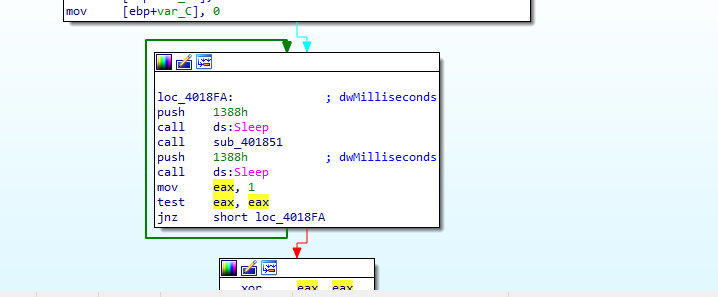 mov     [ebp+var_C], 0
loc_4018FA:             ; dwMilliseconds
push    1388h
call    ds:Sleep
call    sub_401851
push    1388h           ; dwMilliseconds
call    ds:Sleep
mov     eax, 1
test    eax, eax
jnz     short loc_4018FA
xor     eax, eax